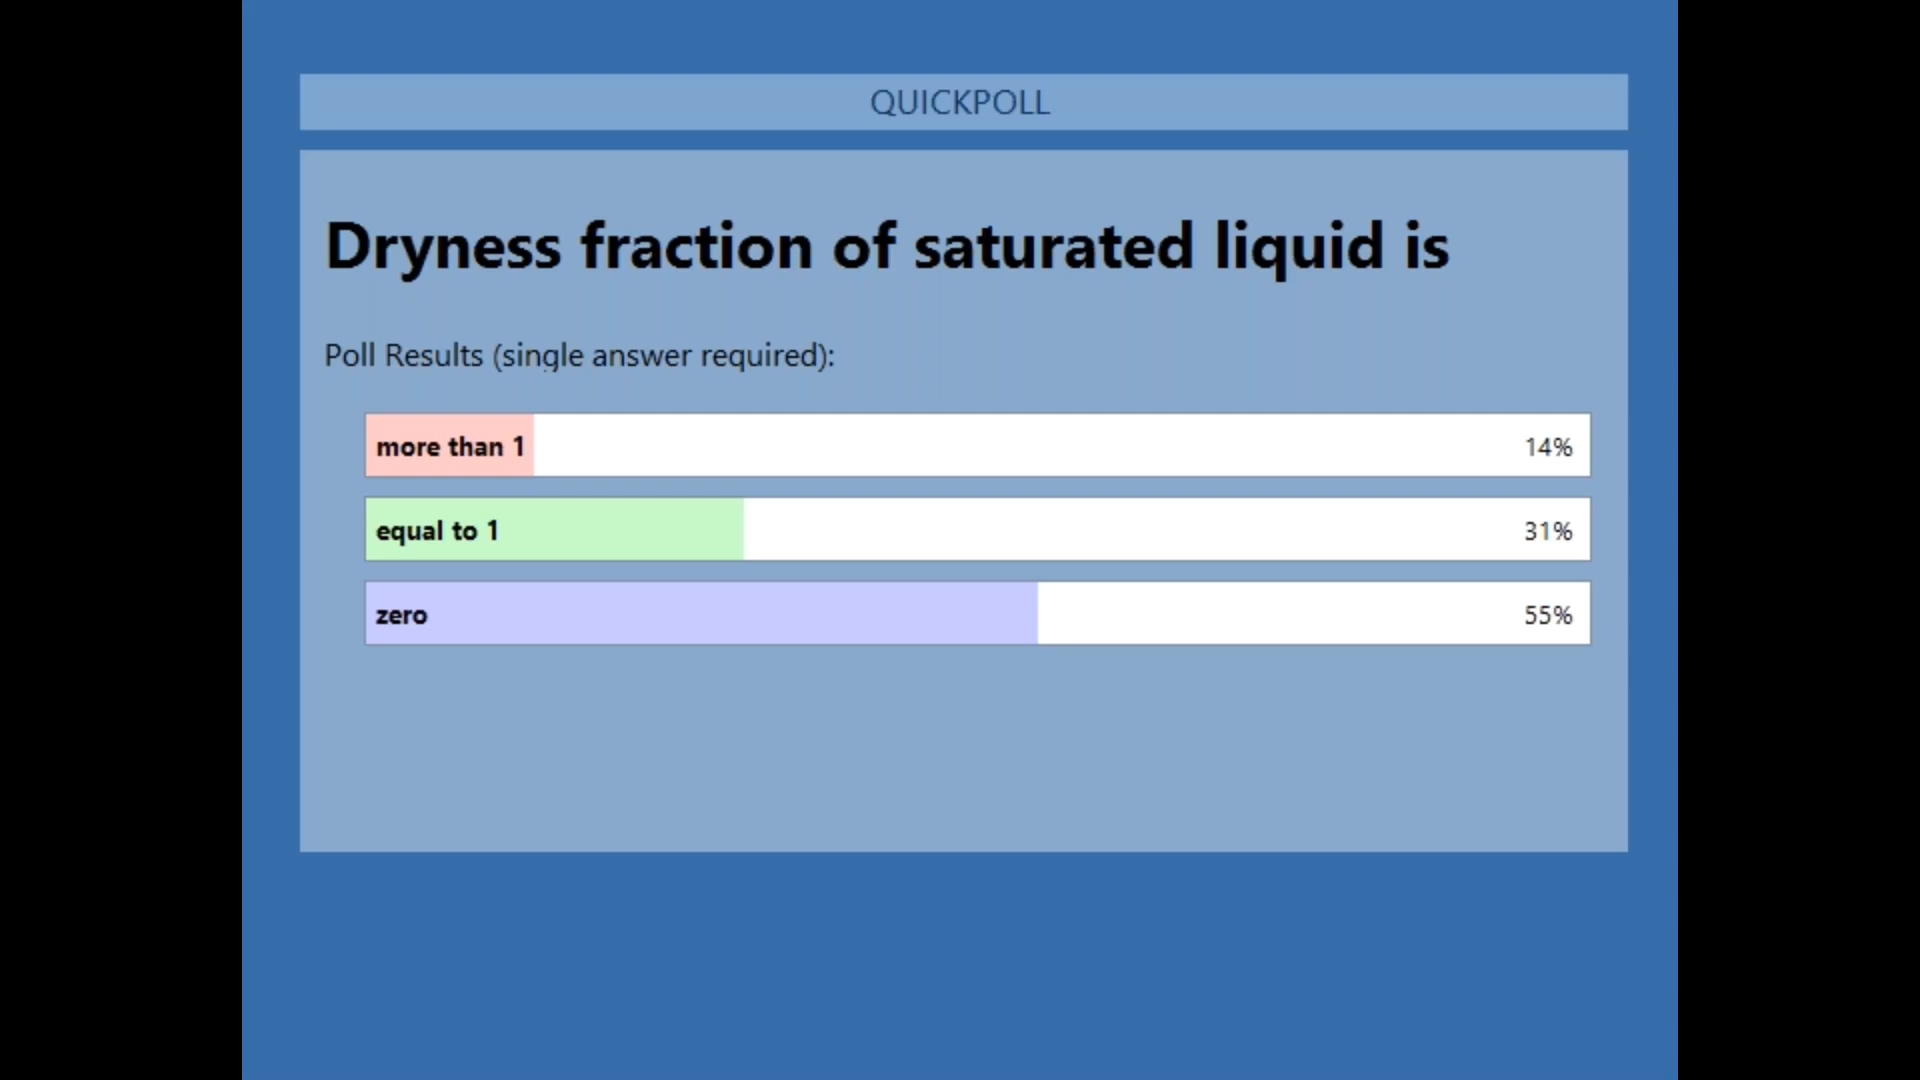 QUICKPOLL
Dryness fraction of saturated liquid is
Poll Results (single answer required):
more than 1 14%
equal to 1 31%
zero 55%